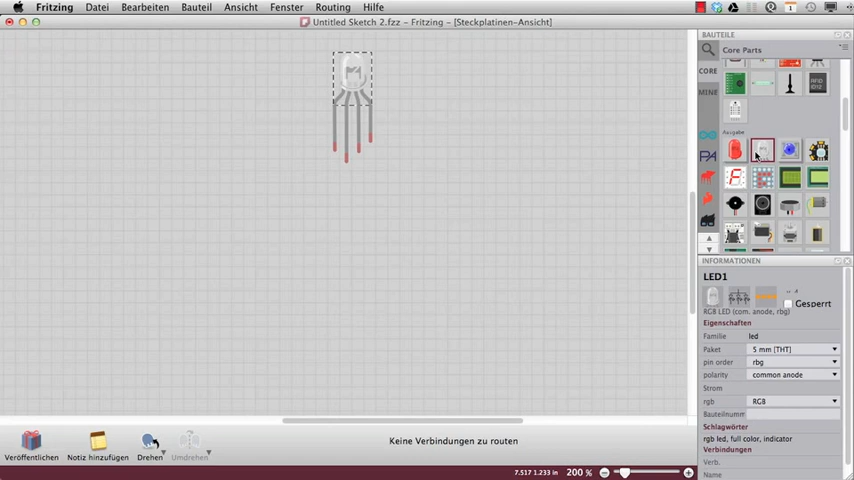 Fritzing Datei Bearbeiten Bauteil Ansicht Fenster Routing Hilfe
Untitled Sketch 2.fzz - Fritzing - [Steckplatinen-Ansicht]
BAUTEILE
Core Parts
CORE
MINE
Ausgabe
INFORMATIONEN
LED1
Gesperrt
RGB LED (com. anode, rbg)
Eigenschaften
Familie led
Paket 5 mm [THT]
pin order rbg
polarity common anode
Strom
rgb RGB
Bauteilnumm
Schlagwörter
rgb led, full color, indicator
Verbindungen
Verb.
Name
Veröffentlichen Notiz hinzufügen Drehen Umdrehen
Keine Verbindungen zu routen
7.517 1.233 in 200 %